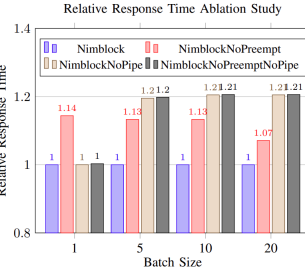 Relative Response Time Ablation Study
1.4
Nimblock NimblockNoPreempt
NimblockNoPipe NimblockNoPreemptNoPipe
Relative Response Time
1.2
1
0.8
1 1.14 1 1
1 1.13 1.2 1.2
1 1.13 1.21 1.21
1 1.07 1.21 1.21
1 5 10 20
Batch Size